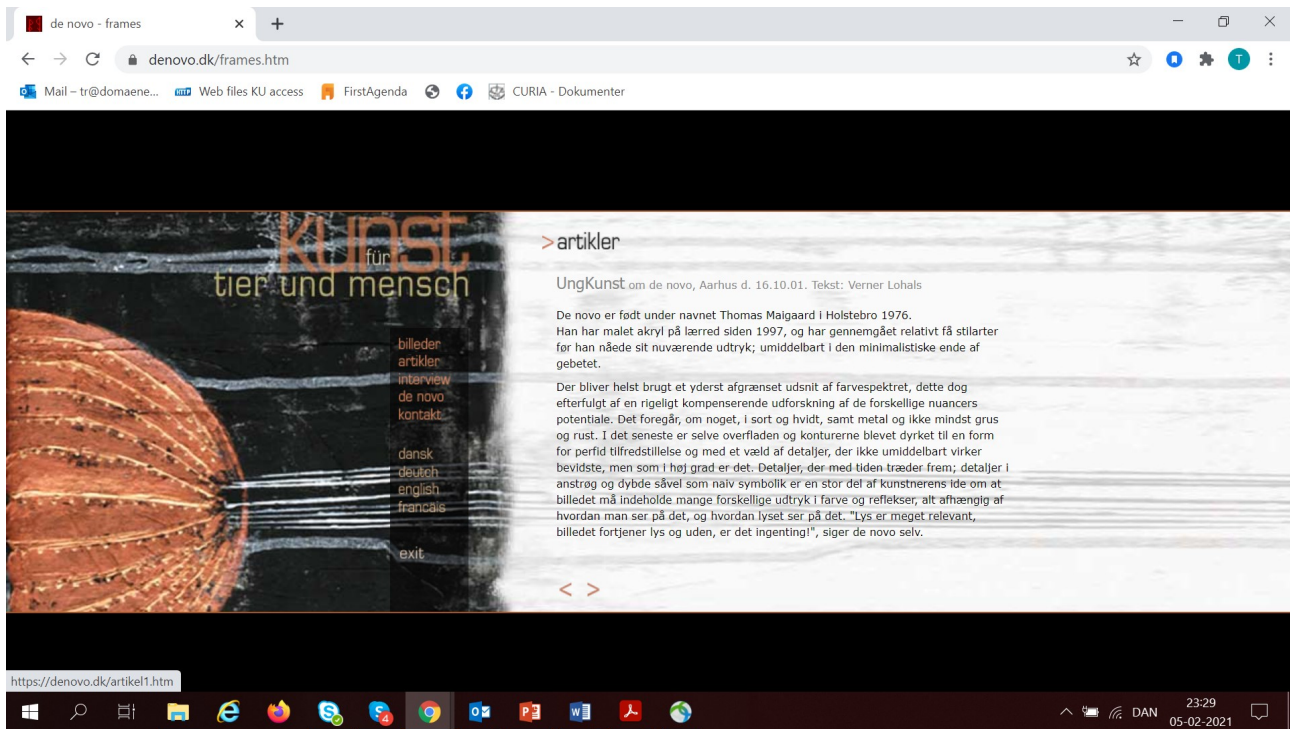 de novo - frames
denovo.dk/frames.htm
T
Mail – tr@domaene... Web files KU access FirstAgenda CURIA - Dokumenter
kunst
für
tier und mensch
billeder
artikler
interview
de novo
kontakt
dansk
deutch
english
francais
exit
>artikler
UngKunst om de novo, Aarhus d. 16.10.01. Tekst: Verner Lohals
De novo er født under navnet Thomas Maigaard i Holstebro 1976.
Han har malet akryl på lærred siden 1997, og har gennemgået relativt få stilarter
før han nåede sit nuværende udtryk; umiddelbart i den minimalistiske ende af
gebetet.
Der bliver helst brugt et yderst afgrænset udsnit af farvespektret, dette dog
efterfulgt af en rigeligt kompenserende udforskning af de forskellige nuancers
potentiale. Det foregår, om noget, i sort og hvidt, samt metal og ikke mindst grus
og rust. I det seneste er selve overfladen og konturerne blevet dyrket til en form
for perfid tilfredstillelse og med et væld af detaljer, der ikke umiddelbart virker
bevidste, men som i høj grad er det. Detaljer, der med tiden træder frem; detaljer i
anstrøg og dybde såvel som naiv symbolik er en stor del af kunstnerens ide om at
billedet må indeholde mange forskellige udtryk i farve og reflekser, alt afhængig af
hvordan man ser på det, og hvordan lyset ser på det. "Lys er meget relevant,
billedet fortjener lys og uden, er det ingenting!", siger de novo selv.
< >
https://denovo.dk/artikel1.htm
4
DAN
23:29
05-02-2021